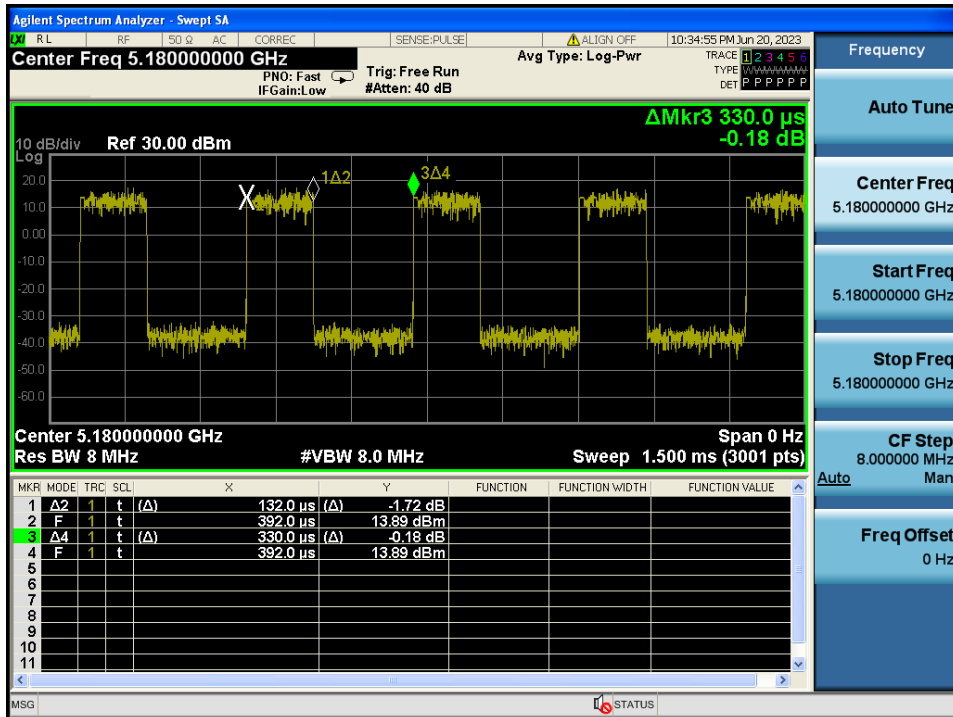 Agilent Spectrum Analyzer - Swept SA
LXI RL RF 50 Ω AC CORREC SENSE:PULSE ALIGN OFF 10:34:55 PM Jun 20, 2023
Center Freq 5.180000000 GHz
PNO: Fast
IFGain:Low
Trig: Free Run
#Atten: 40 dB
Avg Type: Log-Pwr
TRACE 1 2 3 4 5 6
TYPE WWWWWW
DET P P P P P P
ΔMkr3 330.0 µs
-0.18 dB
10 dB/div Ref 30.00 dBm
Log
20.0
10.0
0.00
-10.0
-20.0
-30.0
-40.0
-50.0
-60.0
X2
1Δ2
3Δ4
Center 5.180000000 GHz
Span 0 Hz
Res BW 8 MHz
#VBW 8.0 MHz
Sweep 1.500 ms (3001 pts)
MKR MODE TRC SCL X Y FUNCTION FUNCTION WIDTH FUNCTION VALUE
1 Δ2 1 t (Δ) 132.0 µs (Δ) -1.72 dB
2 F 1 t 392.0 µs 13.89 dBm
3 Δ4 1 t (Δ) 330.0 µs (Δ) -0.18 dB
4 F 1 t 392.0 µs 13.89 dBm
5
6
7
8
9
10
11
MSG
STATUS
Frequency
Auto Tune
Center Freq
5.180000000 GHz
Start Freq
5.180000000 GHz
Stop Freq
5.180000000 GHz
CF Step
8.000000 MHz
Auto Man
Freq Offset
0 Hz